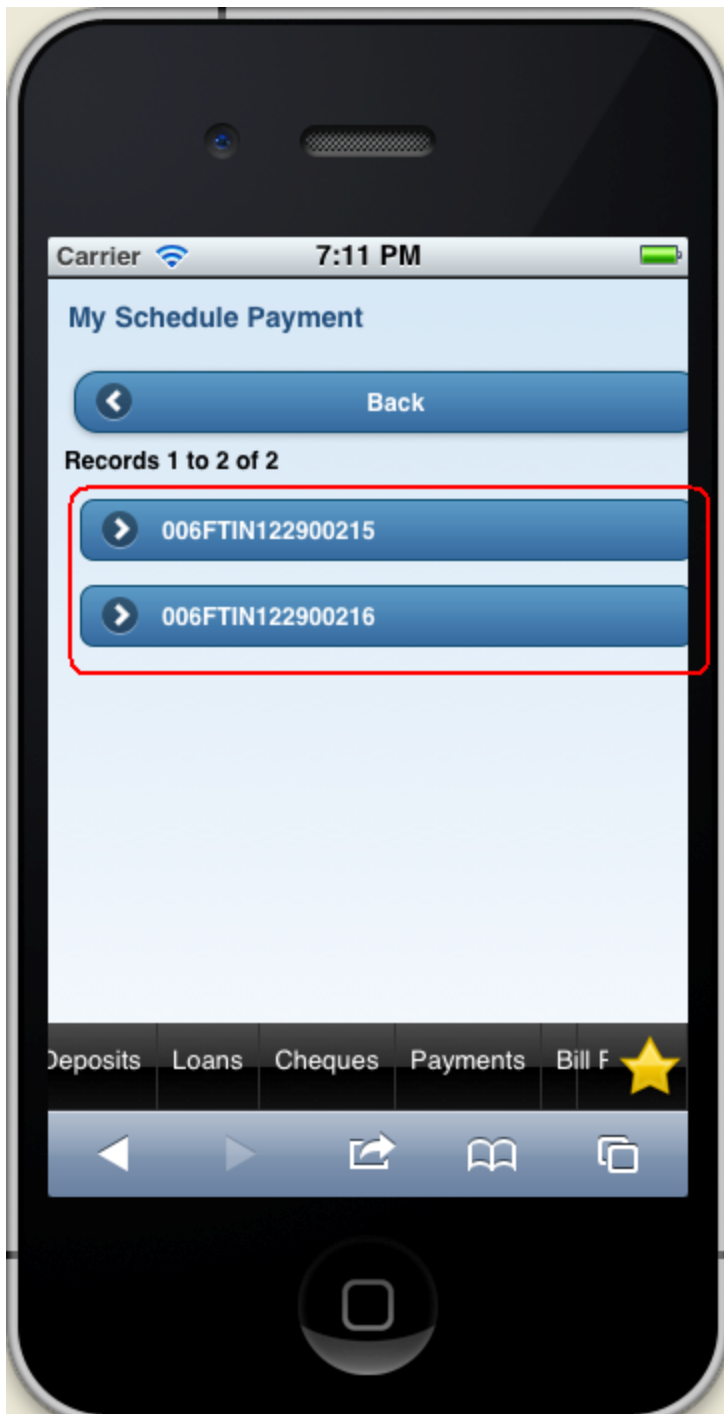 Carrier 7:11 PM
My Schedule Payment
Back
Records 1 to 2 of 2
006FTIN122900215
006FTIN122900216
Deposits Loans Cheques Payments Bill